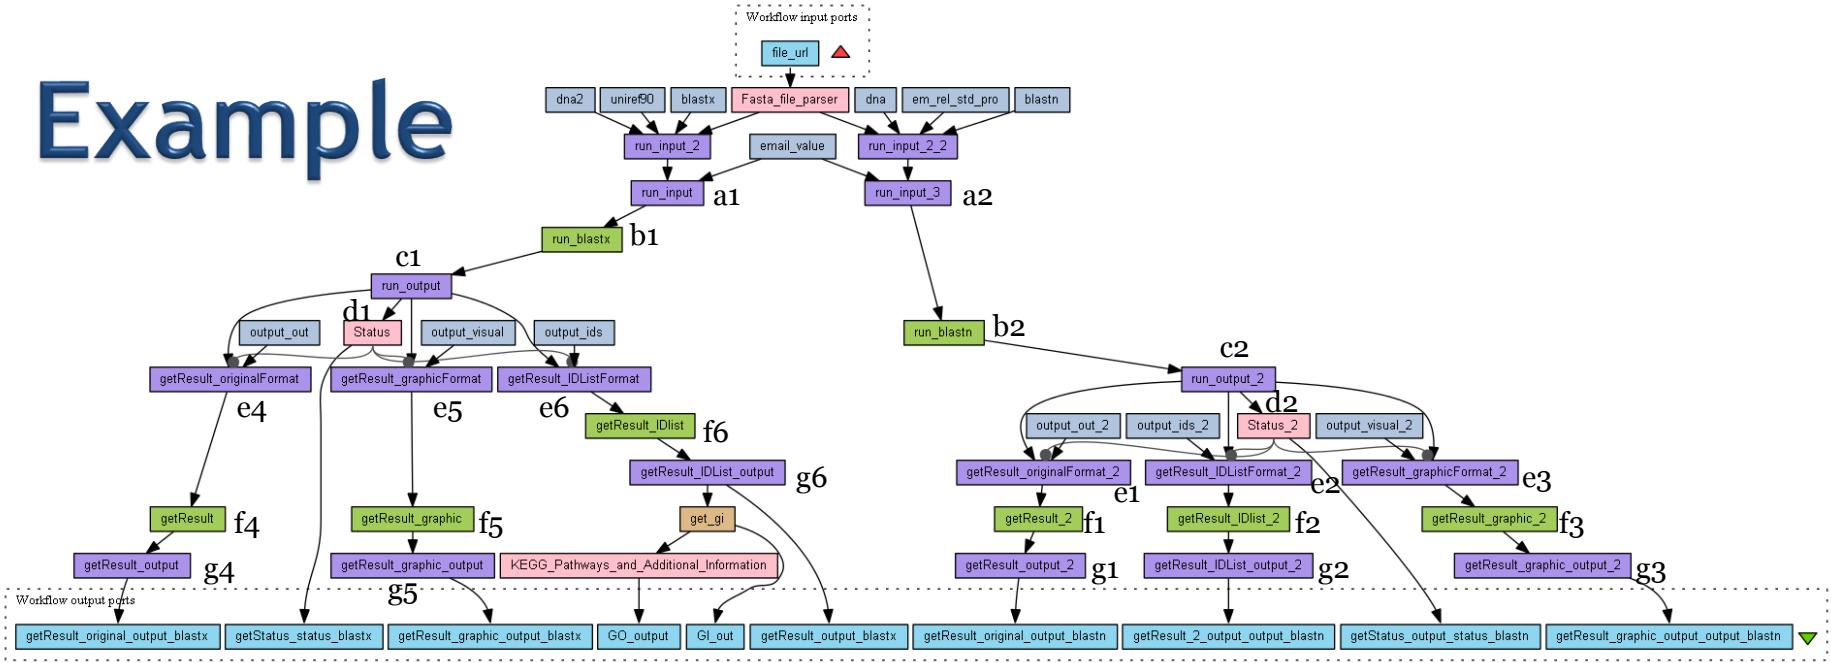 Workflow input ports
file_url
Example
dna2
uniref90
blastx
Fasta_file_parser
dna
em_rel_std_pro
blastn
run_input_2
email_value
run_input_2_2
run_input
a1
run_input_3
a2
run_blastx
b1
c1
run_output
d1
output_out
Status
output_visual
output_ids
run_blastn
b2
c2
getResult_originalFormat
getResult_graphicFormat
getResult_IDListFormat
run_output_2
e4
e5
e6
d2
getResult_IDlist
f6
output_out_2
output_ids_2
Status_2
output_visual_2
getResult_IDList_output
g6
getResult_originalFormat_2
e1
getResult_IDListFormat_2
e2
getResult_graphicFormat_2
e3
getResult
f4
getResult_graphic
f5
get_gi
getResult_2
f1
getResult_IDlist_2
f2
getResult_graphic_2
f3
getResult_output
g4
getResult_graphic_output
g5
KEGG_Pathways_and_Additional_Information
getResult_output_2
g1
getResult_IDList_output_2
g2
getResult_graphic_output_2
g3
Workflow output ports
getResult_original_output_blastx
getStatus_status_blastx
getResult_graphic_output_blastx
GO_output
GI_out
getResult_output_blastx
getResult_original_output_blastn
getResult_2_output_output_blastn
getStatus_output_status_blastn
getResult_graphic_output_output_blastn